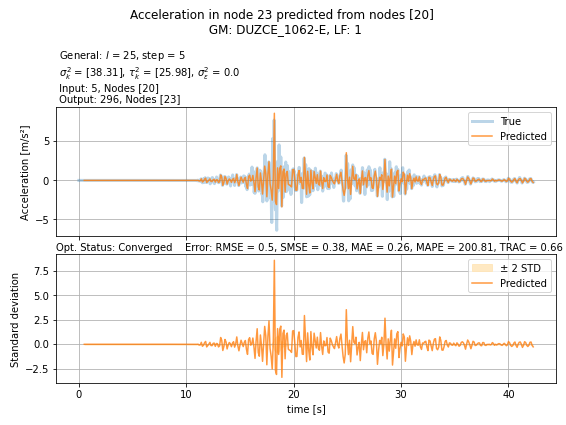 Acceleration in node 23 predicted from nodes [20]
GM: DUZCE_1062-E, LF: 1
General: l = 25, step = 5
σ²ₖ = [38.31], τ²ₖ = [25.98], σ²ε = 0.0
Input: 5, Nodes [20]
Output: 296, Nodes [23]
Acceleration [m/s²]
5
0
−5
True
Predicted
Opt. Status: Converged Error: RMSE = 0.5, SMSE = 0.38, MAE = 0.26, MAPE = 200.81, TRAC = 0.66
Standard deviation
7.5
5.0
2.5
0.0
−2.5
± 2 STD
Predicted
0 10 20 30 40
time [s]